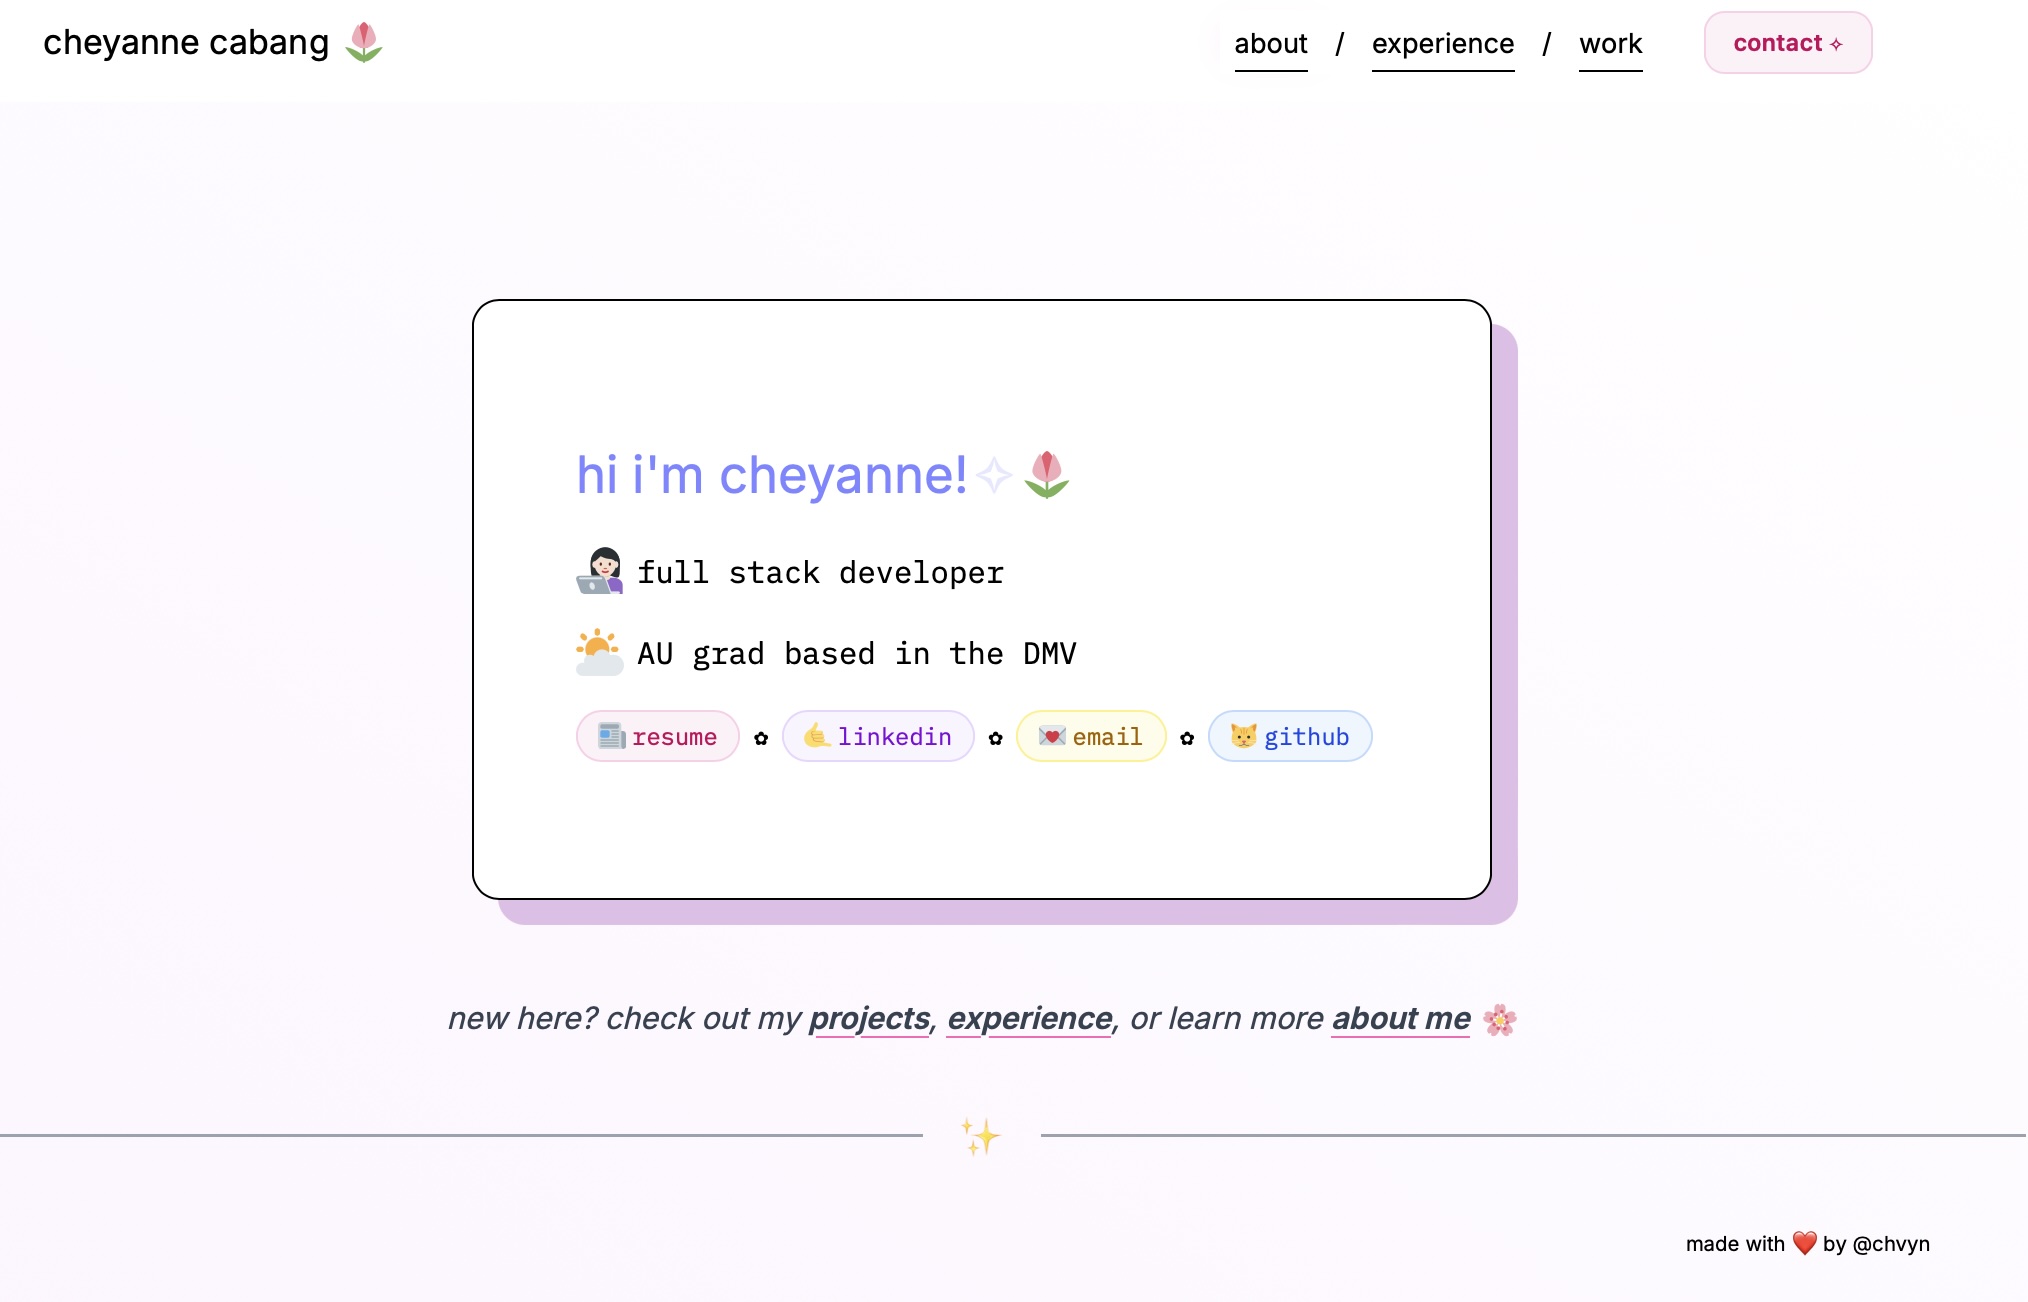 cheyanne cabang 🌷
about / experience / work contact ✧
hi i'm cheyanne!✧🌷
👩🏻‍💻 full stack developer
🌤️ AU grad based in the DMV
📰 resume ✿ 🤙 linkedin ✿ 💌 email ✿ 🐱 github
new here? check out my projects, experience, or learn more about me 🌸
✨
made with ❤️ by @chvyn